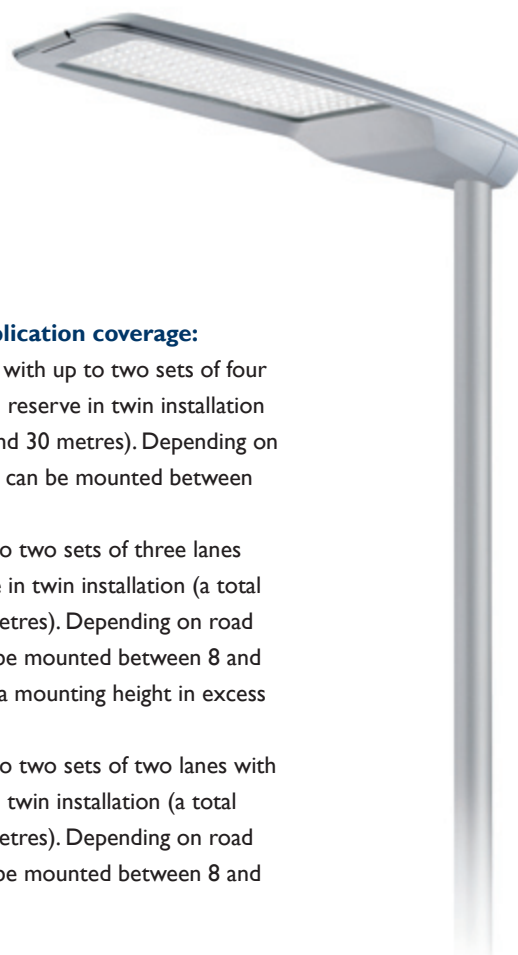 plication coverage:
with up to two sets of four
reserve in twin installation
nd 30 metres). Depending on
can be mounted between
o two sets of three lanes
in twin installation (a total
etres). Depending on road
be mounted between 8 and
a mounting height in excess
o two sets of two lanes with
twin installation (a total
etres). Depending on road
be mounted between 8 and